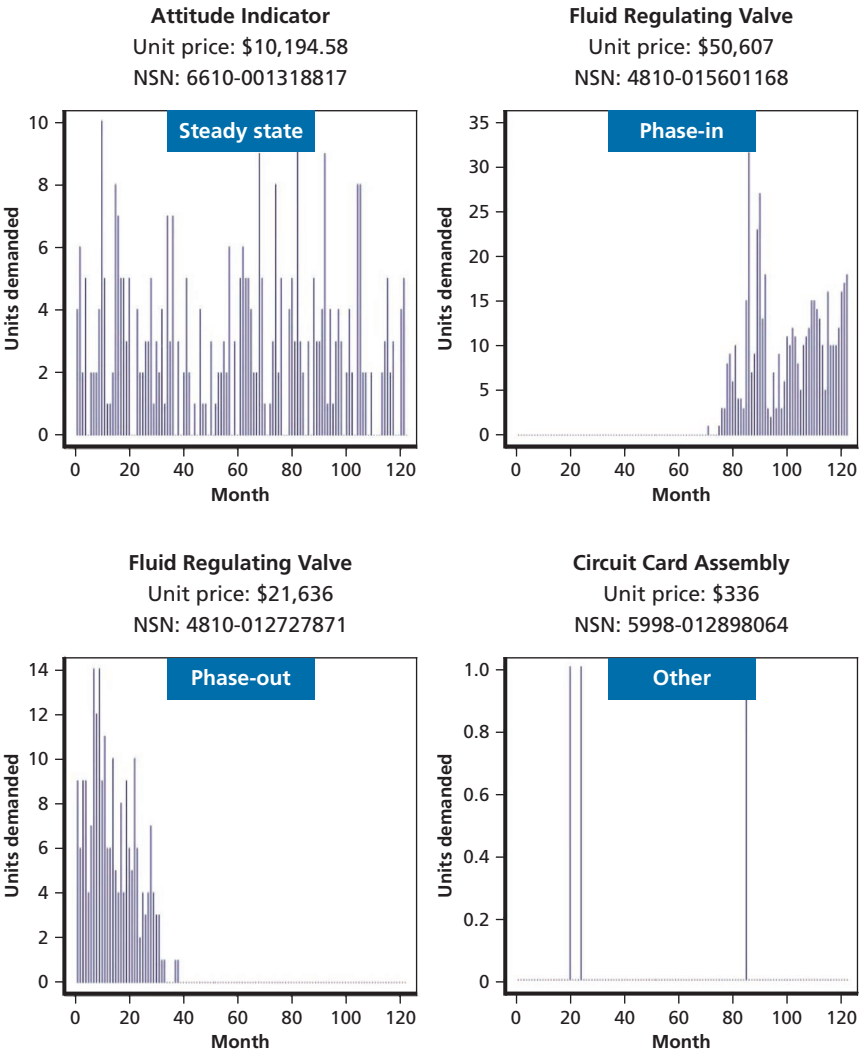 Attitude Indicator
Unit price: $10,194.58
NSN: 6610-001318817
Steady state
10
8
6
4
2
0
Units demanded
0 20 40 60 80 100 120
Month
Fluid Regulating Valve
Unit price: $50,607
NSN: 4810-015601168
Phase-in
35
30
25
20
15
10
5
0
Units demanded
0 20 40 60 80 100 120
Month
Fluid Regulating Valve
Unit price: $21,636
NSN: 4810-012727871
Phase-out
14
12
10
8
6
4
2
0
Units demanded
0 20 40 60 80 100 120
Month
Circuit Card Assembly
Unit price: $336
NSN: 5998-012898064
Other
1.0
0.8
0.6
0.4
0.2
0
Units demanded
0 20 40 60 80 100 120
Month